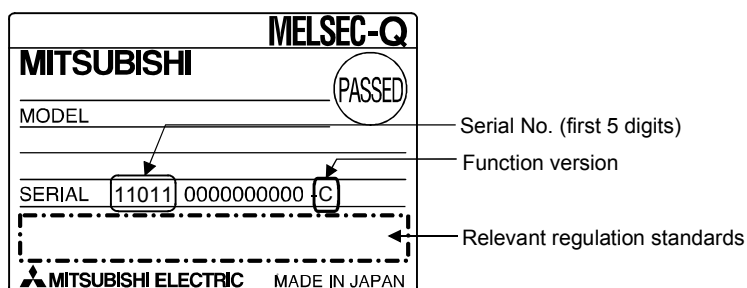 MELSEC-Q
MITSUBISHI
PASSED
MODEL
Serial No. (first 5 digits)
Function version
SERIAL 11011 0000000000 -C
Relevant regulation standards
MITSUBISHI ELECTRIC MADE IN JAPAN